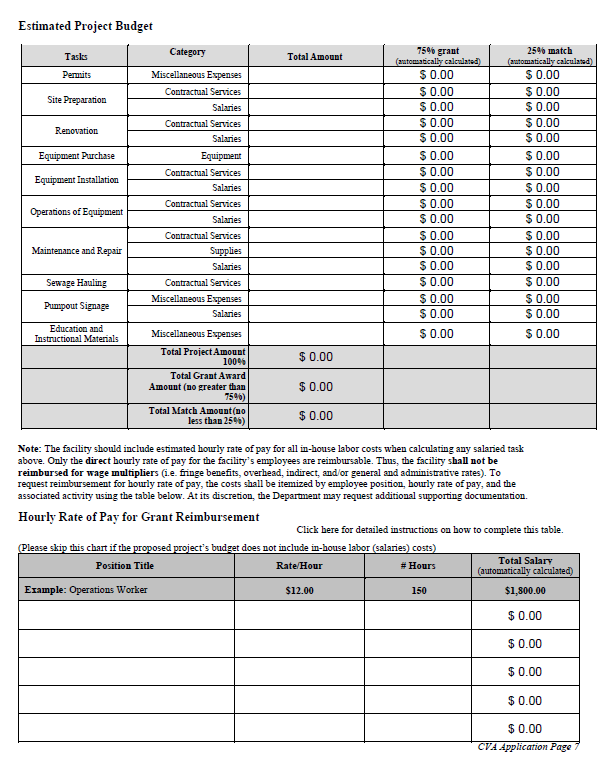 Estimated Project Budget
Tasks Category Total Amount 75% grant 25% match
(automatically calculated) (automatically calculated)
Permits Miscellaneous Expenses $ 0.00 $ 0.00
Site Preparation Contractual Services $ 0.00 $ 0.00
Salaries $ 0.00 $ 0.00
Renovation Contractual Services $ 0.00 $ 0.00
Salaries $ 0.00 $ 0.00
Equipment Purchase Equipment $ 0.00 $ 0.00
Equipment Installation Contractual Services $ 0.00 $ 0.00
Salaries $ 0.00 $ 0.00
Operations of Equipment Contractual Services $ 0.00 $ 0.00
Salaries $ 0.00 $ 0.00
Maintenance and Repair Contractual Services $ 0.00 $ 0.00
Supplies $ 0.00 $ 0.00
Salaries $ 0.00 $ 0.00
Sewage Hauling Contractual Services $ 0.00 $ 0.00
Pumpout Signage Miscellaneous Expenses $ 0.00 $ 0.00
Salaries $ 0.00 $ 0.00
Education and
Instructional Materials Miscellaneous Expenses $ 0.00 $ 0.00
Total Project Amount
100% $ 0.00
Total Grant Award
Amount (no greater than $ 0.00
75%)
Total Match Amount (no
less than 25%) $ 0.00
Note: The facility should include estimated hourly rate of pay for all in-house labor costs when calculating any salaried task
above. Only the direct hourly rate of pay for the facility's employees are reimbursable. Thus, the facility shall not be
reimbursed for wage multipliers (i.e. fringe benefits, overhead, indirect, and/or general and administrative rates). To
request reimbursement for hourly rate of pay, the costs shall be itemized by employee position, hourly rate of pay, and the
associated activity using the table below. At its discretion, the Department may request additional supporting documentation.
Hourly Rate of Pay for Grant Reimbursement
Click here for detailed instructions on how to complete this table.
(Please skip this chart if the proposed project's budget does not include in-house labor (salaries) costs)
Position Title Rate/Hour # Hours Total Salary
(automatically calculated)
Example: Operations Worker $12.00 150 $1,800.00
$ 0.00
$ 0.00
$ 0.00
$ 0.00
$ 0.00
CVA Application Page 7